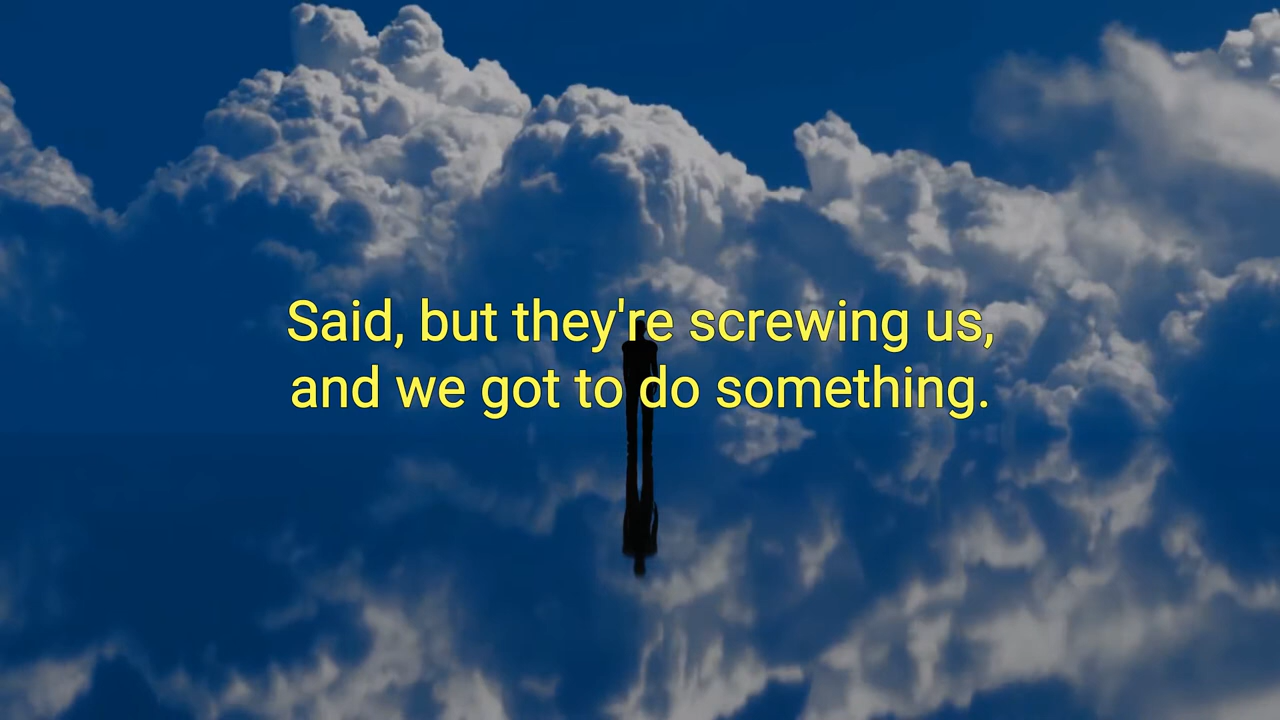 Said, but they're screwing us,
and we got to do something.